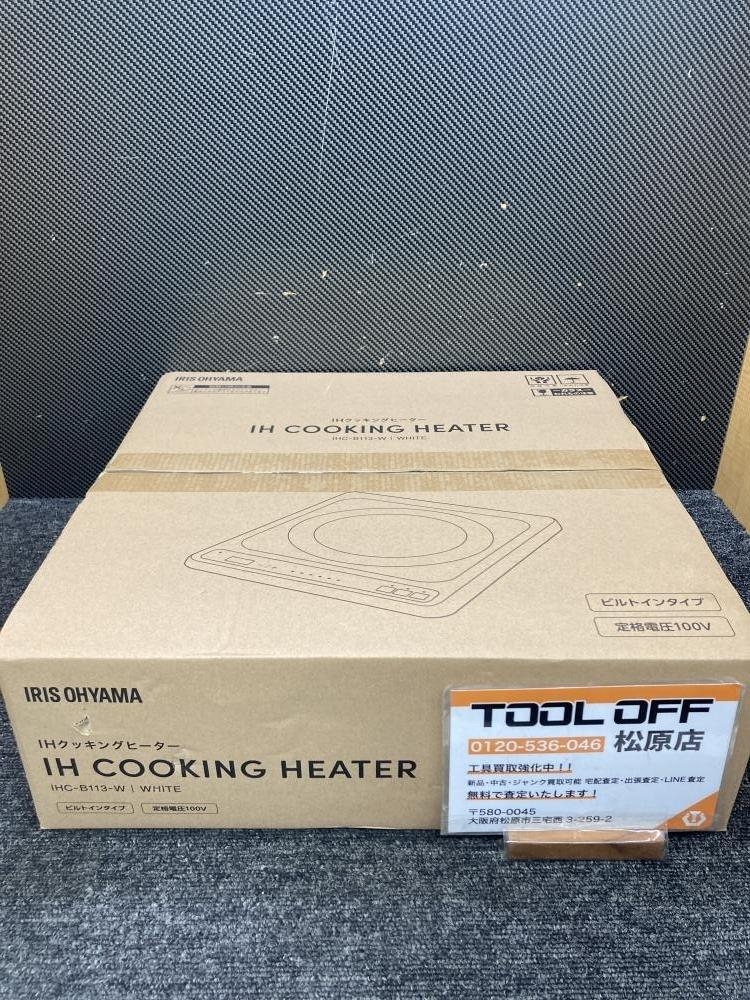 IRIS OHYAMA
IHクッキングヒーター
IH COOKING HEATER
IHC-B113-W | WHITE
ビルトインタイプ
定格電圧100V
IRIS OHYAMA
IHクッキングヒーター
IH COOKING HEATER
IHC-B113-W | WHITE
ビルトインタイプ
定格電圧100V
TOOL OFF
0120-536-046 松原店
工具買取強化中!!
新品・中古・ジャンク買取可能 宅配査定・出張査定・LINE査定
無料で査定いたします!
〒580-0045
大阪府松原市三宅西3-259-2